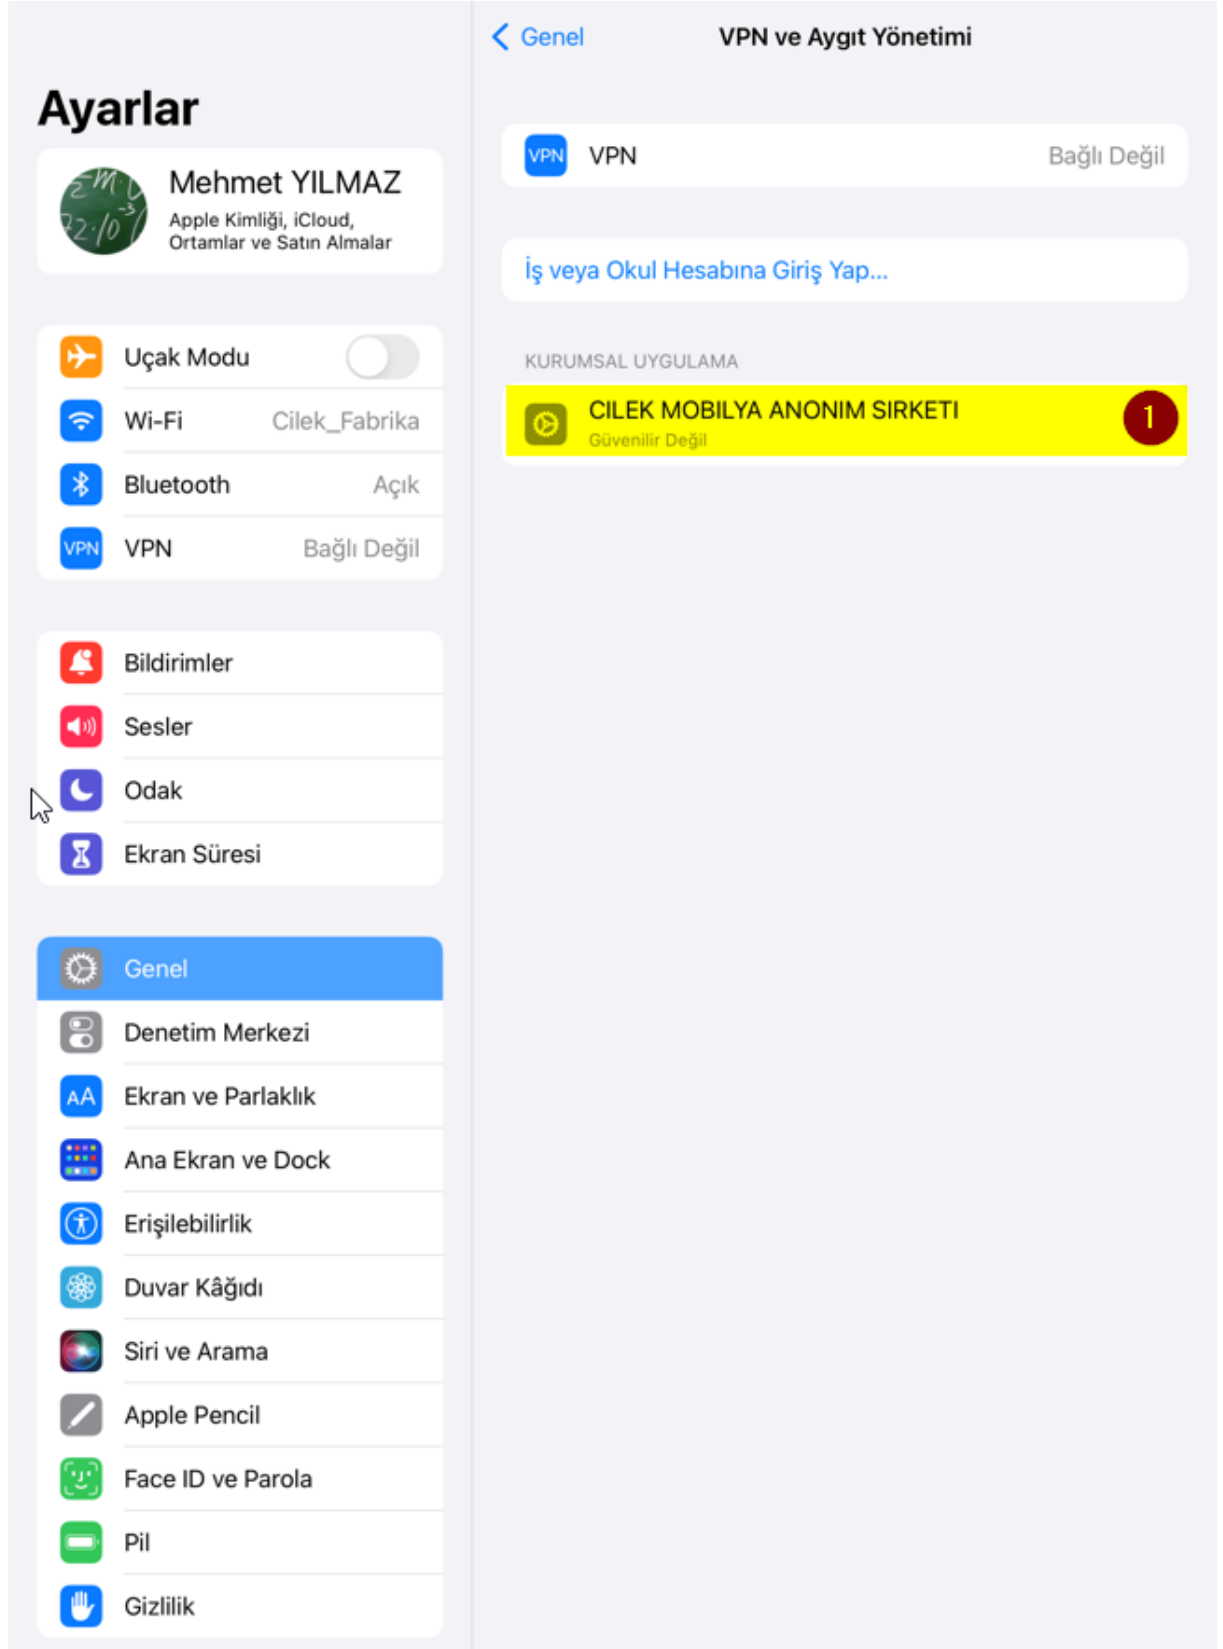 Ayarlar
Mehmet YILMAZ
Apple Kimliği, iCloud,
Ortamlar ve Satın Almalar
Uçak Modu
Wi-Fi Cilek_Fabrika
Bluetooth Açık
VPN VPN Bağlı Değil
Bildirimler
Sesler
Odak
Ekran Süresi
Genel
Denetim Merkezi
AA Ekran ve Parlaklık
Ana Ekran ve Dock
Erişilebilirlik
Duvar Kâğıdı
Siri ve Arama
Apple Pencil
Face ID ve Parola
Pil
Gizlilik
Genel VPN ve Aygıt Yönetimi
VPN VPN Bağlı Değil
İş veya Okul Hesabına Giriş Yap...
KURUMSAL UYGULAMA
CILEK MOBILYA ANONIM SIRKETI 1
Güvenilir Değil